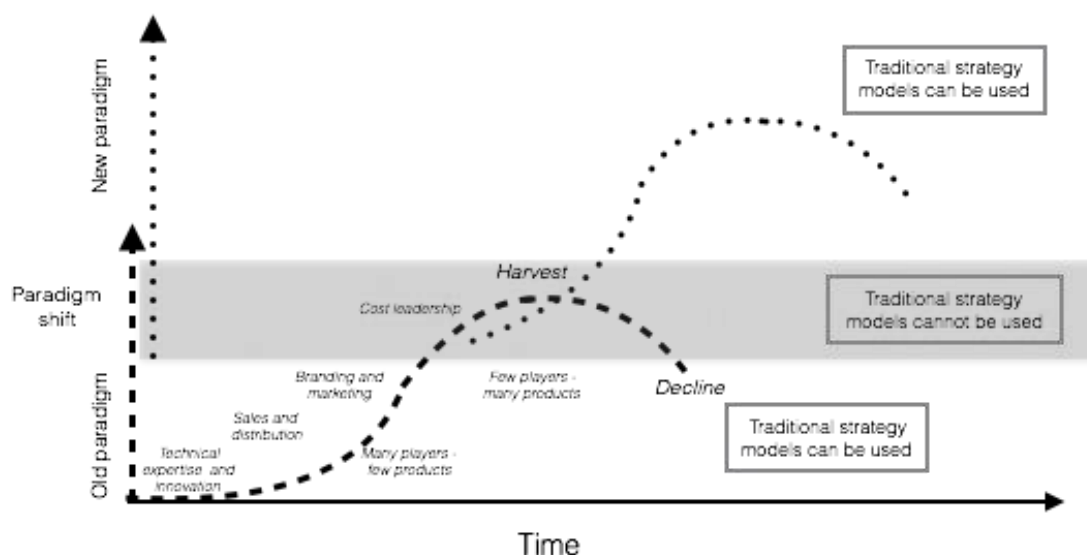 New paradigm
Traditional strategy
models can be used
Paradigm
shift
Harvest
Cost leadership
Traditional strategy
models cannot be used
Old paradigm
Branding and
marketing
Few players -
many products
Decline
Sales and
distribution
Technical
expertise and
innovation
Many players -
few products
Traditional strategy
models can be used
Time